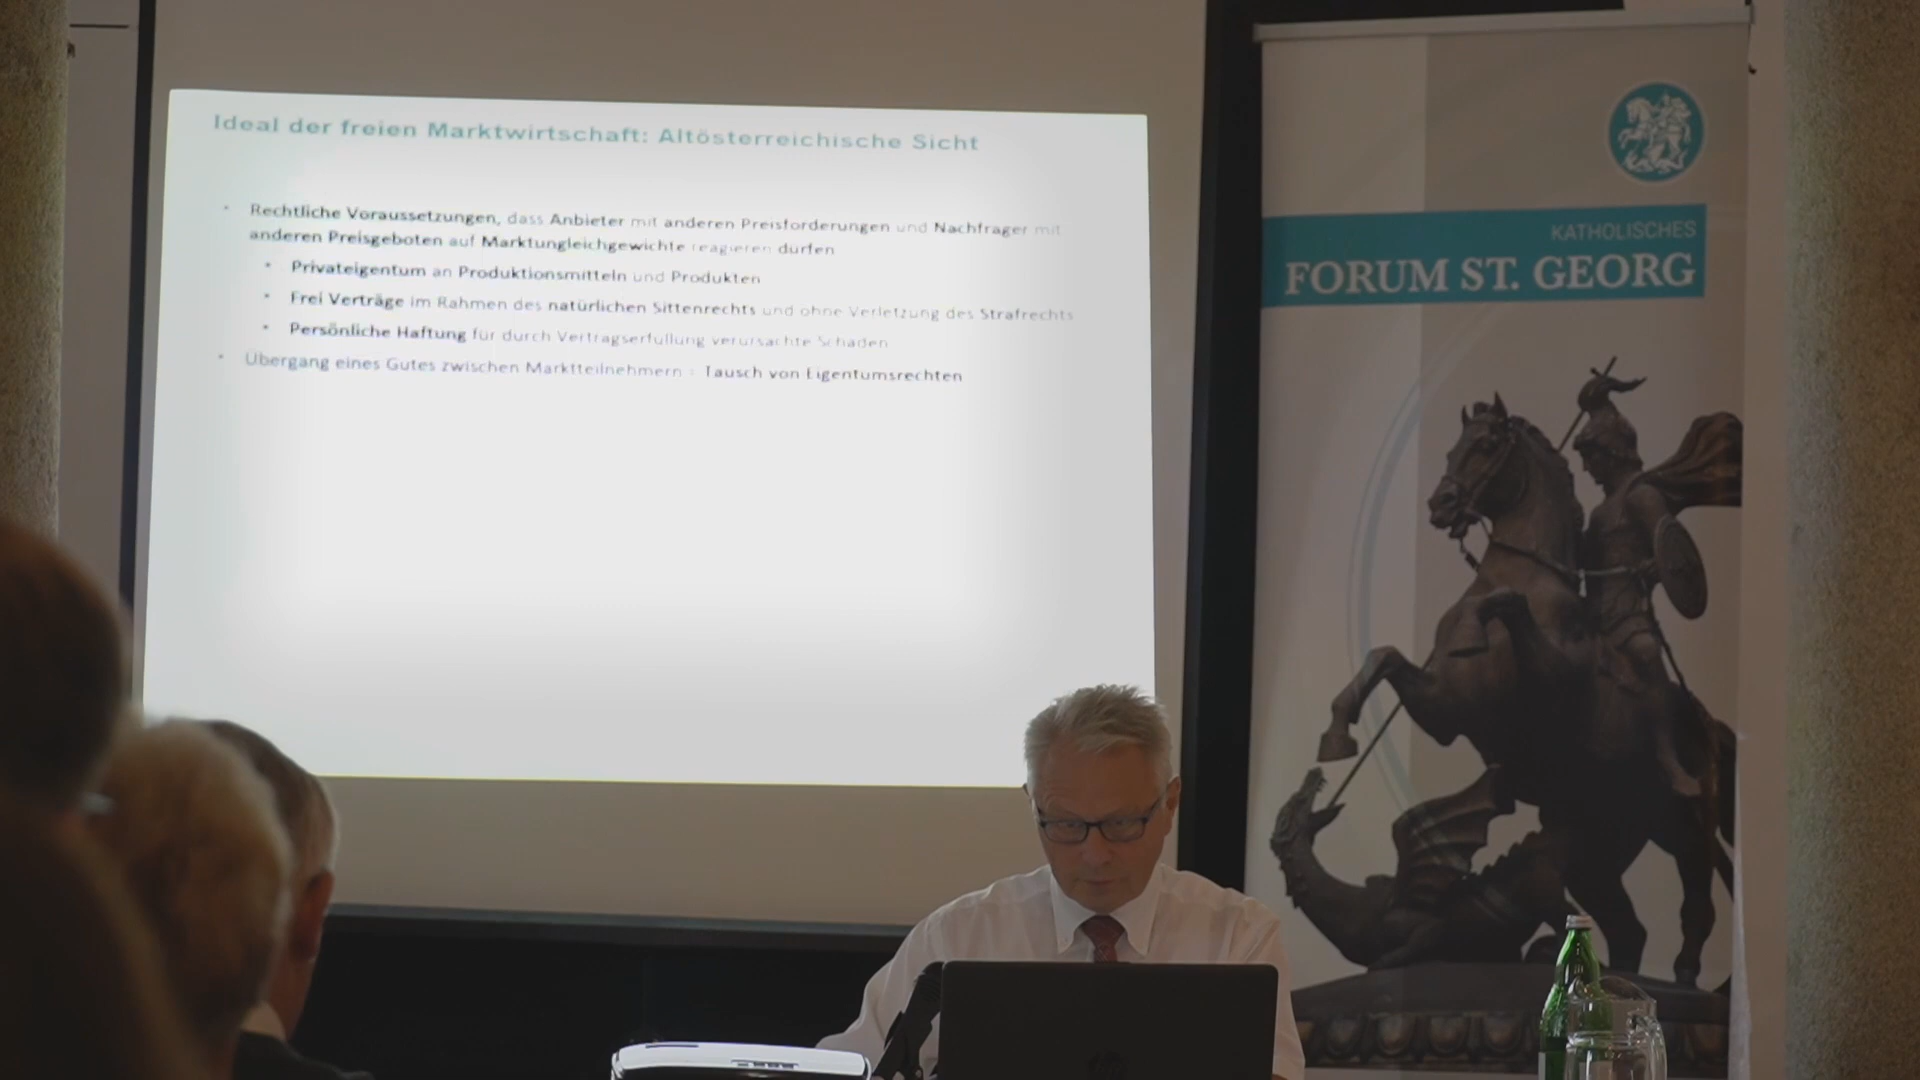 Ideal der freien Marktwirtschaft: Altösterreichische Sicht
• Rechtliche Voraussetzungen, dass Anbieter mit anderen Preisforderungen und Nachfrager mit
anderen Preisgeboten auf Marktungleichgewichte reagieren dürfen
• Privateigentum an Produktionsmitteln und Produkten
• Frei Verträge im Rahmen des natürlichen Sittenrechts und ohne Verletzung des Strafrechts
• Persönliche Haftung für durch Vertragserfüllung verursachte Schäden
• Übergang eines Gutes zwischen Marktteilnehmern : Tausch von Eigentumsrechten
KATHOLISCHES
FORUM ST. GEORG